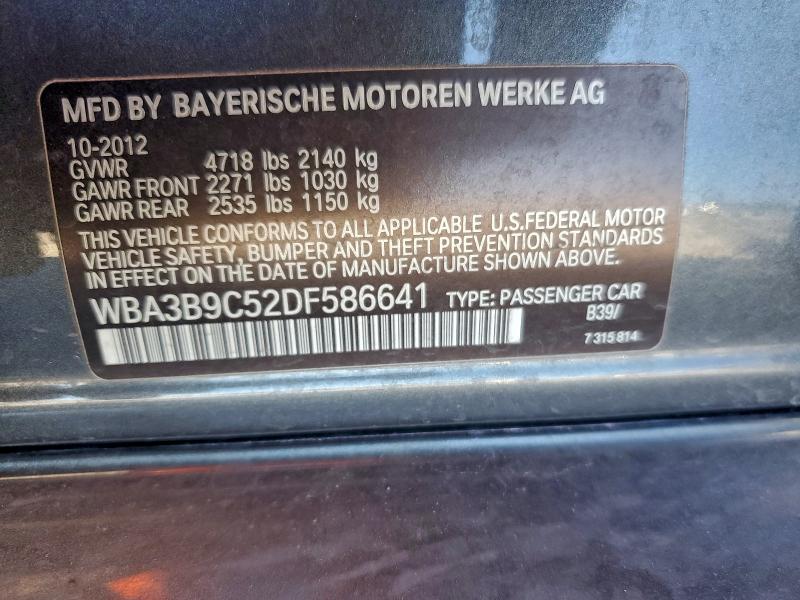 MFD BY BAYERISCHE MOTOREN WERKE AG
10-2012
GVWR 4718 lbs 2140 kg
GAWR FRONT 2271 lbs 1030 kg
GAWR REAR 2535 lbs 1150 kg
THIS VEHICLE CONFORMS TO ALL APPLICABLE U.S.FEDERAL MOTOR
VEHICLE SAFETY, BUMPER AND THEFT PREVENTION STANDARDS
IN EFFECT ON THE DATE OF MANUFACTURE SHOWN ABOVE.
WBA3B9C52DF586641 TYPE: PASSENGER CAR
B39/
7 315 814